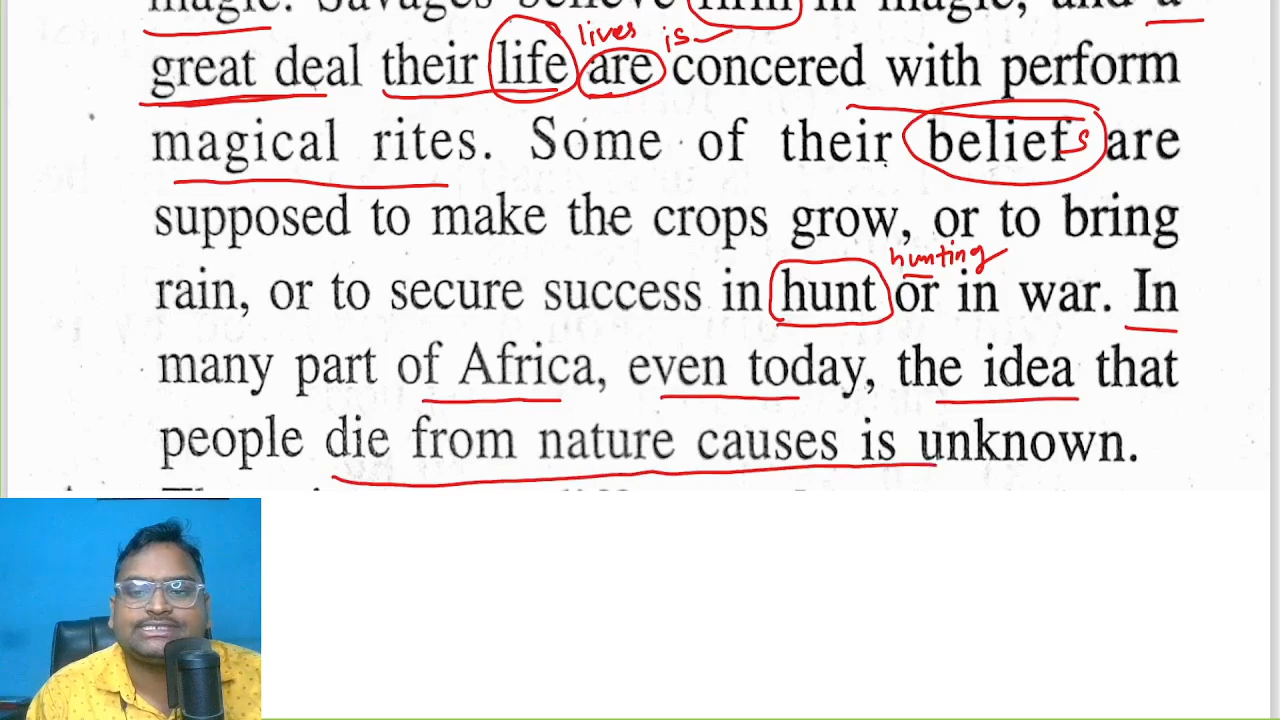 magic. Savages believe firm in magic, and a
lives is
great deal their life are concered with perform
magical rites. Some of their beliefs are
supposed to make the crops grow, or to bring
hunting
rain, or to secure success in hunt or in war. In
many part of Africa, even today, the idea that
people die from nature causes is unknown.